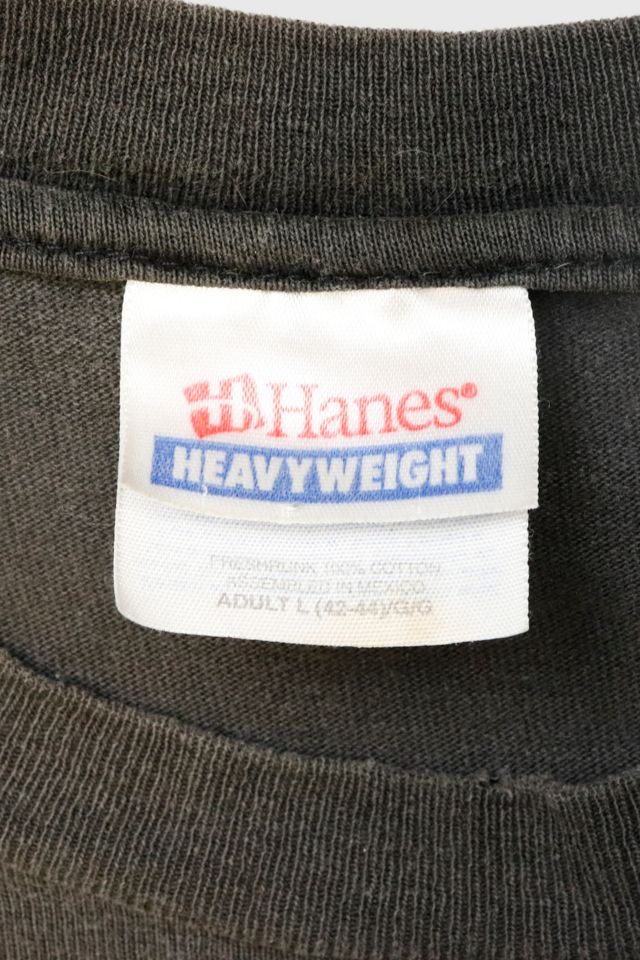 Hanes®
HEAVYWEIGHT
PRESHRUNK 100% COTTON
ASSEMBLED IN MEXICO
ADULT L (42-44)/G/G